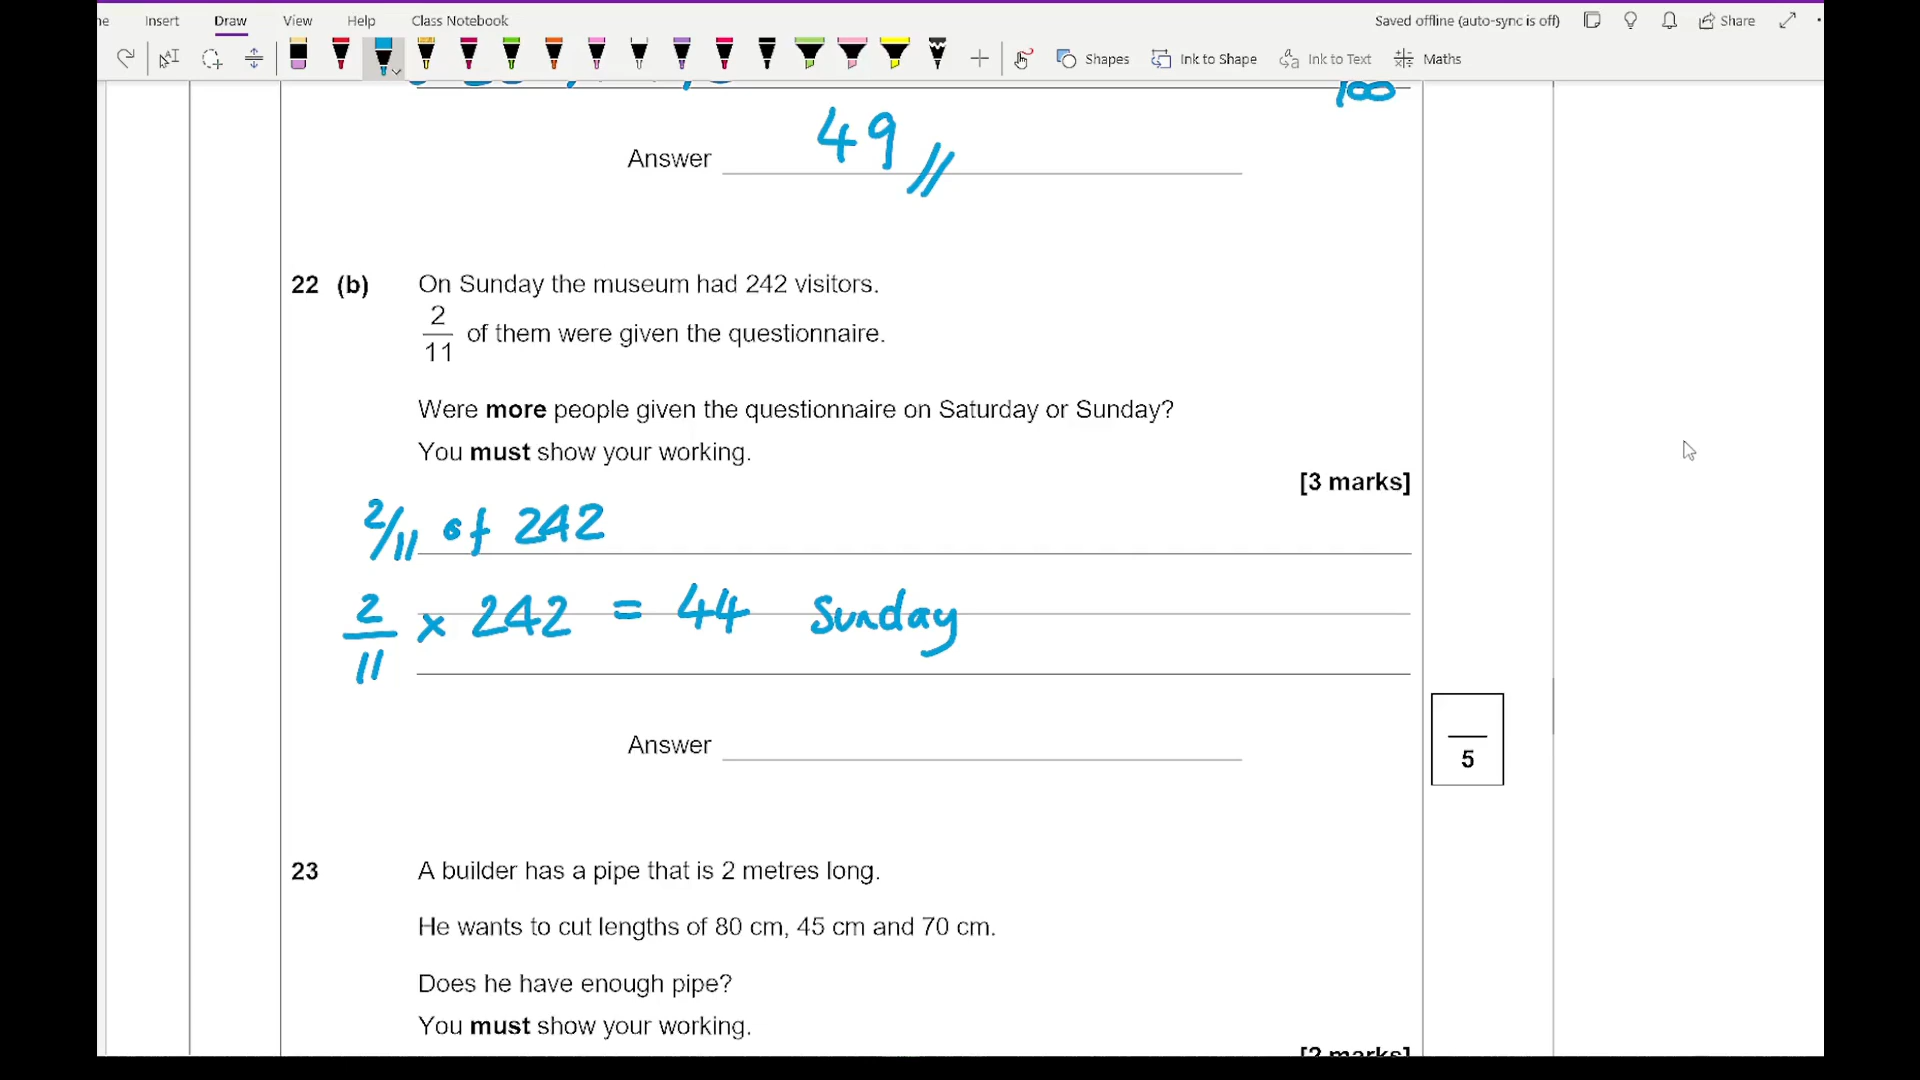 Insert Draw View Help Class Notebook Saved offline (auto-sync is off) Share
Shapes Ink to Shape Ink to Text Maths
100
Answer 49
22 (b) On Sunday the museum had 242 visitors.
2/11 of them were given the questionnaire.
Were more people given the questionnaire on Saturday or Sunday?
You must show your working.
[3 marks]
2/11 of 242
2/11 × 242 = 44 Sunday
Answer
5
23 A builder has a pipe that is 2 metres long.
He wants to cut lengths of 80 cm, 45 cm and 70 cm.
Does he have enough pipe?
You must show your working.
[2 marks]